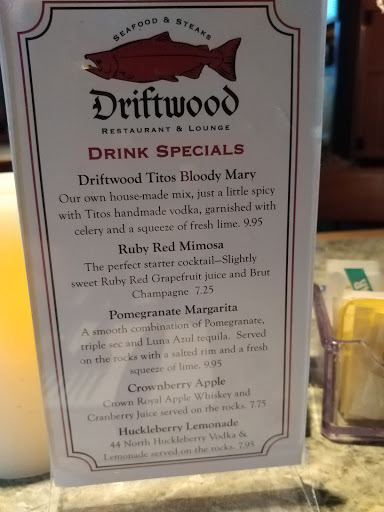 SEAFOOD & STEAKS
Driftwood
RESTAURANT & LOUNGE
DRINK SPECIALS
Driftwood Titos Bloody Mary
Our own house-made mix, just a little spicy
with Titos handmade vodka, garnished with
celery and a squeeze of fresh lime. 9.95
Ruby Red Mimosa
The perfect starter cocktail—Slightly
sweet Ruby Red Grapefruit juice and Brut
Champagne 7.25
Pomegranate Margarita
A smooth combination of Pomegranate,
triple sec and Luna Azul tequila. Served
on the rocks with a salted rim and a fresh
squeeze of lime. 9.95
Crownberry Apple
Crown Royal Apple Whiskey and
Cranberry Juice served on the rocks. 7.75
Huckleberry Lemonade
44 North Huckleberry Vodka &
Lemonade served on the rocks. 7.95